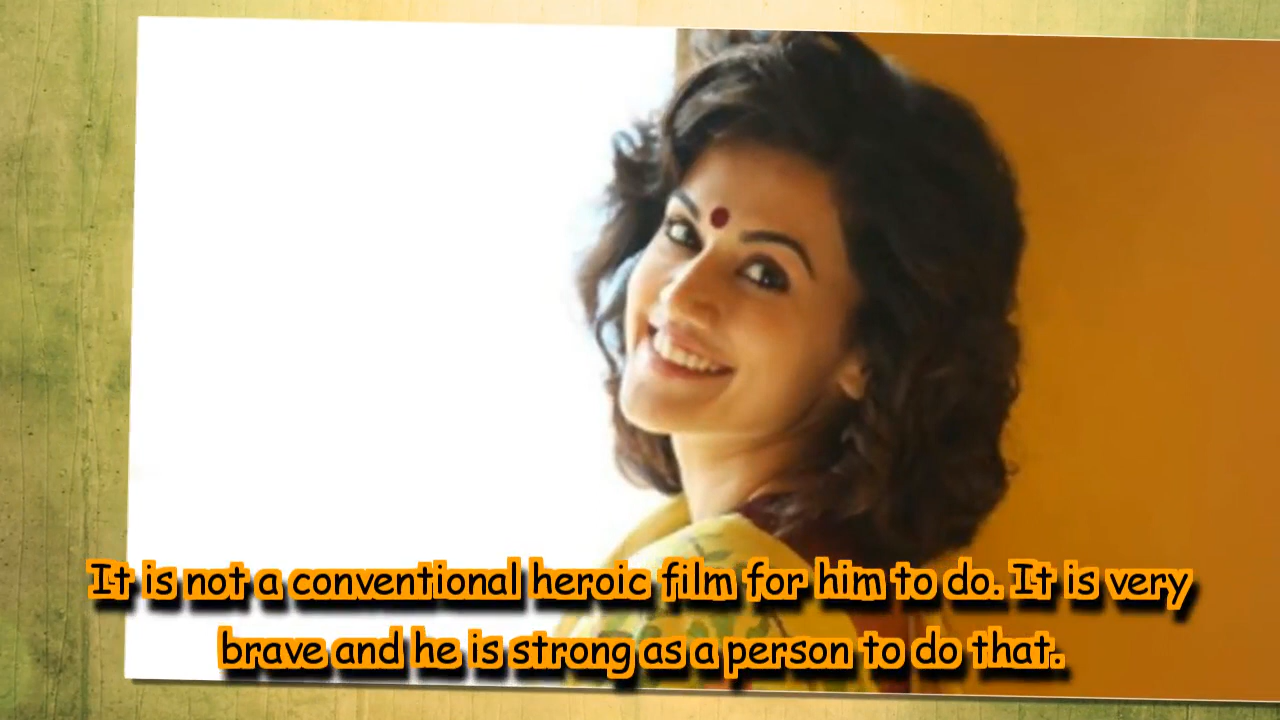 It is not a conventional heroic film for him to do. It is very
brave and he is strong as a person to do that.